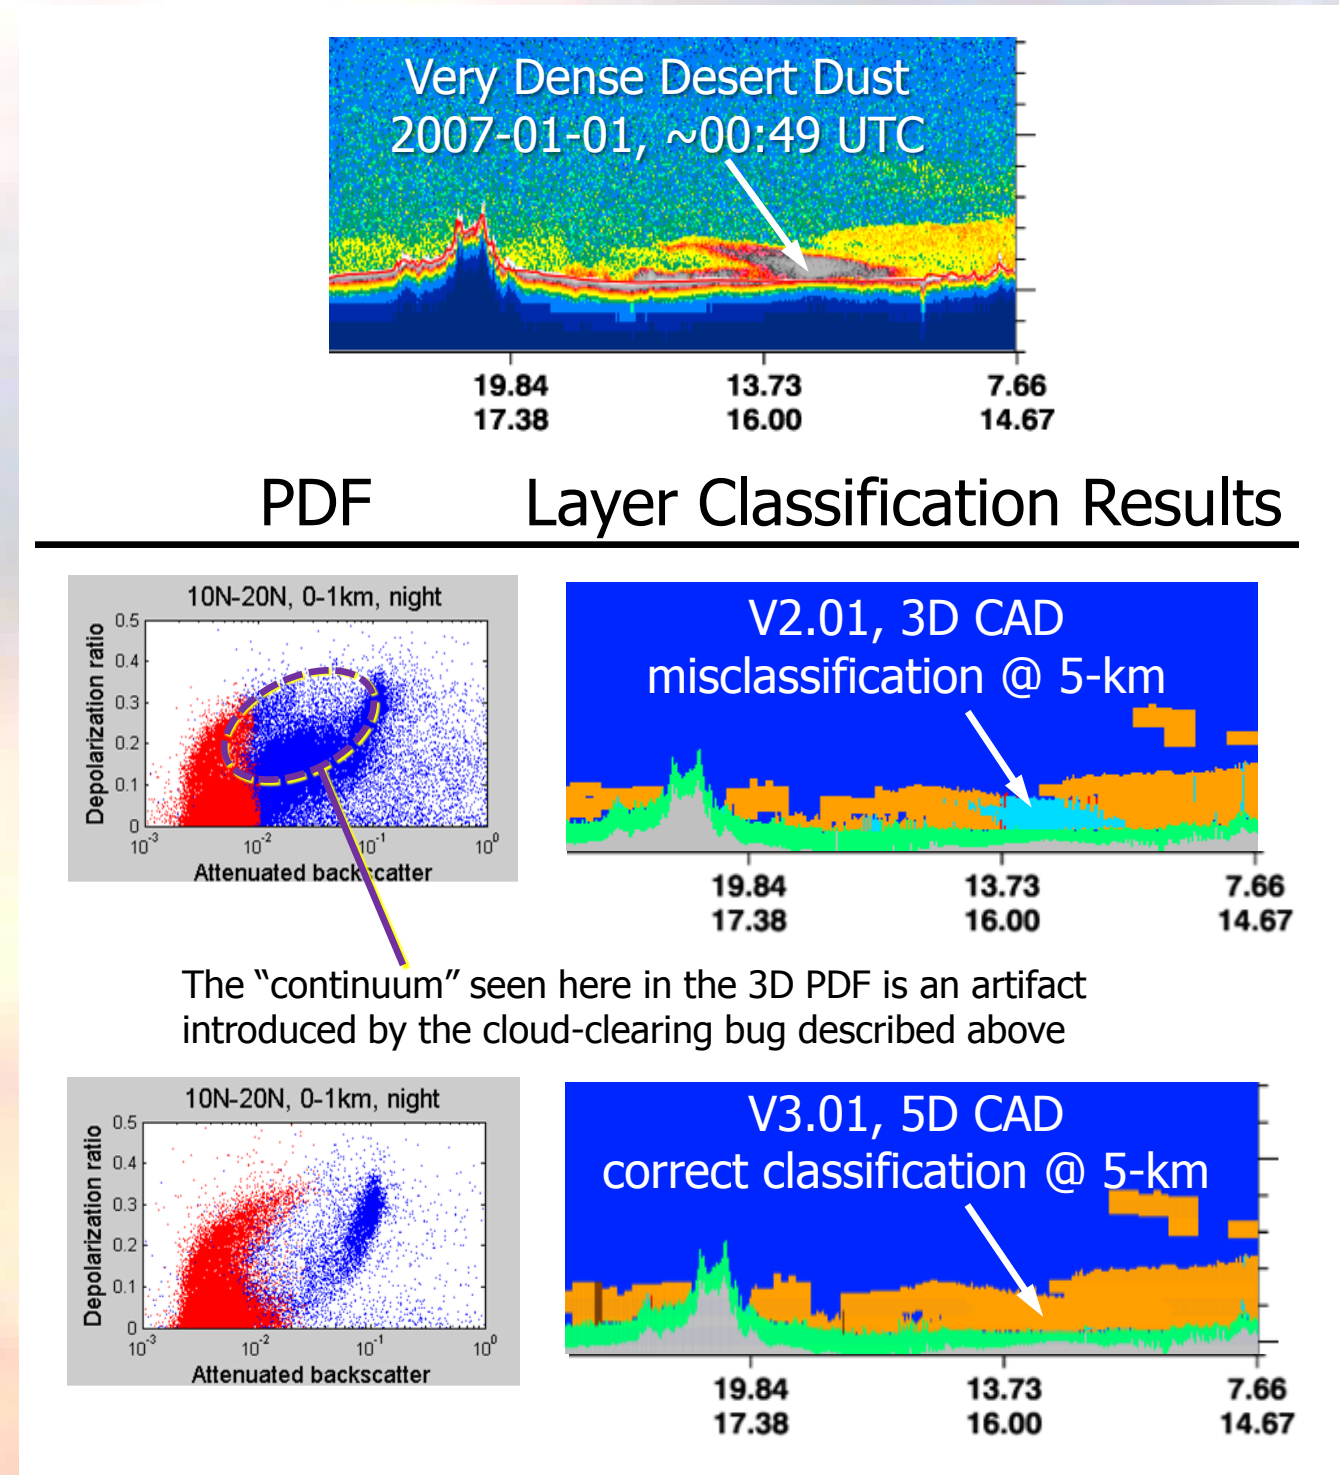 Very Dense Desert Dust
2007-01-01, ~00:49 UTC
19.84 13.73 7.66
17.38 16.00 14.67
PDF Layer Classification Results
10N-20N, 0-1km, night
Depolarization ratio
0.5
0.4
0.3
0.2
0.1
0
10^-3 10^-2 10^-1 10^0
Attenuated backscatter
V2.01, 3D CAD
misclassification @ 5-km
19.84 13.73 7.66
17.38 16.00 14.67
The “continuum” seen here in the 3D PDF is an artifact
introduced by the cloud-clearing bug described above
10N-20N, 0-1km, night
Depolarization ratio
0.5
0.4
0.3
0.2
0.1
0
10^-3 10^-2 10^-1 10^0
Attenuated backscatter
V3.01, 5D CAD
correct classification @ 5-km
19.84 13.73 7.66
17.38 16.00 14.67